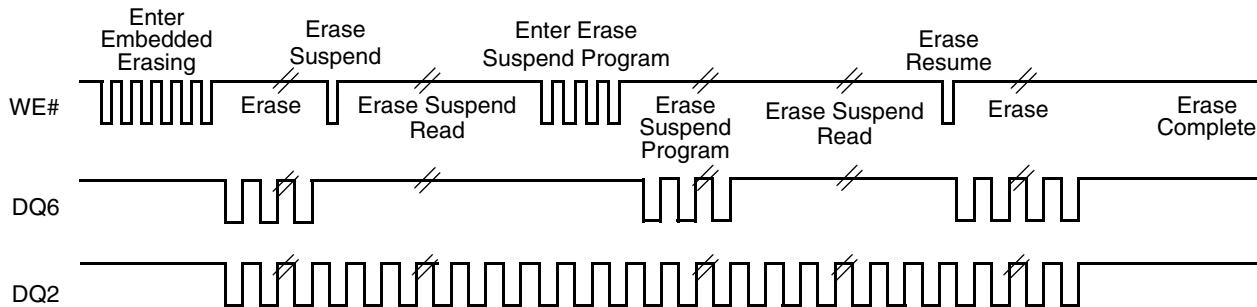 Enter
Embedded
Erasing
Erase
Suspend
Enter Erase
Suspend Program
Erase
Resume
WE#
Erase
Erase Suspend
Read
Erase
Suspend
Program
Erase Suspend
Read
Erase
Erase
Complete
DQ6
DQ2